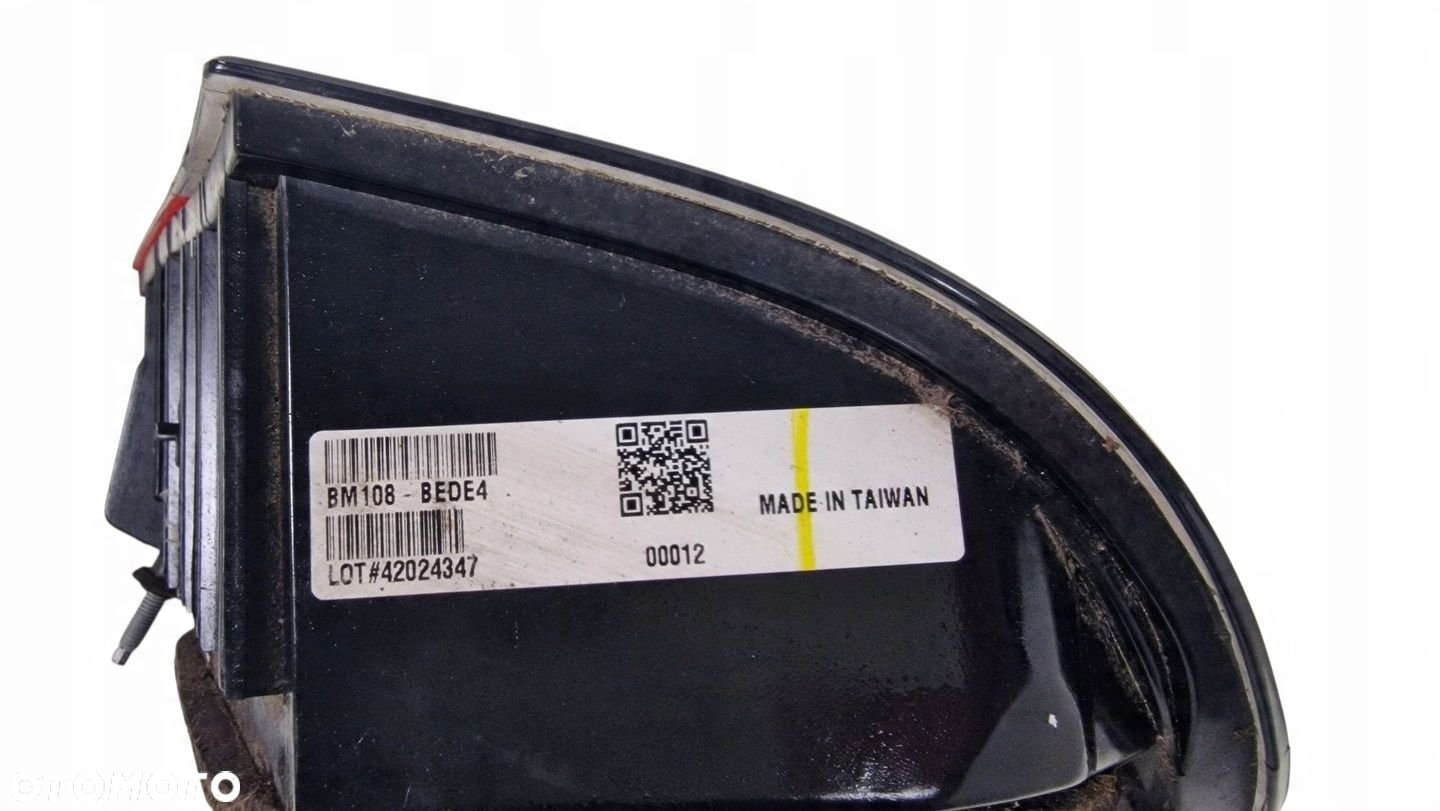 BM108 - BEDE4
LOT#42024347
00012
MADE IN TAIWAN
OTOMOTO